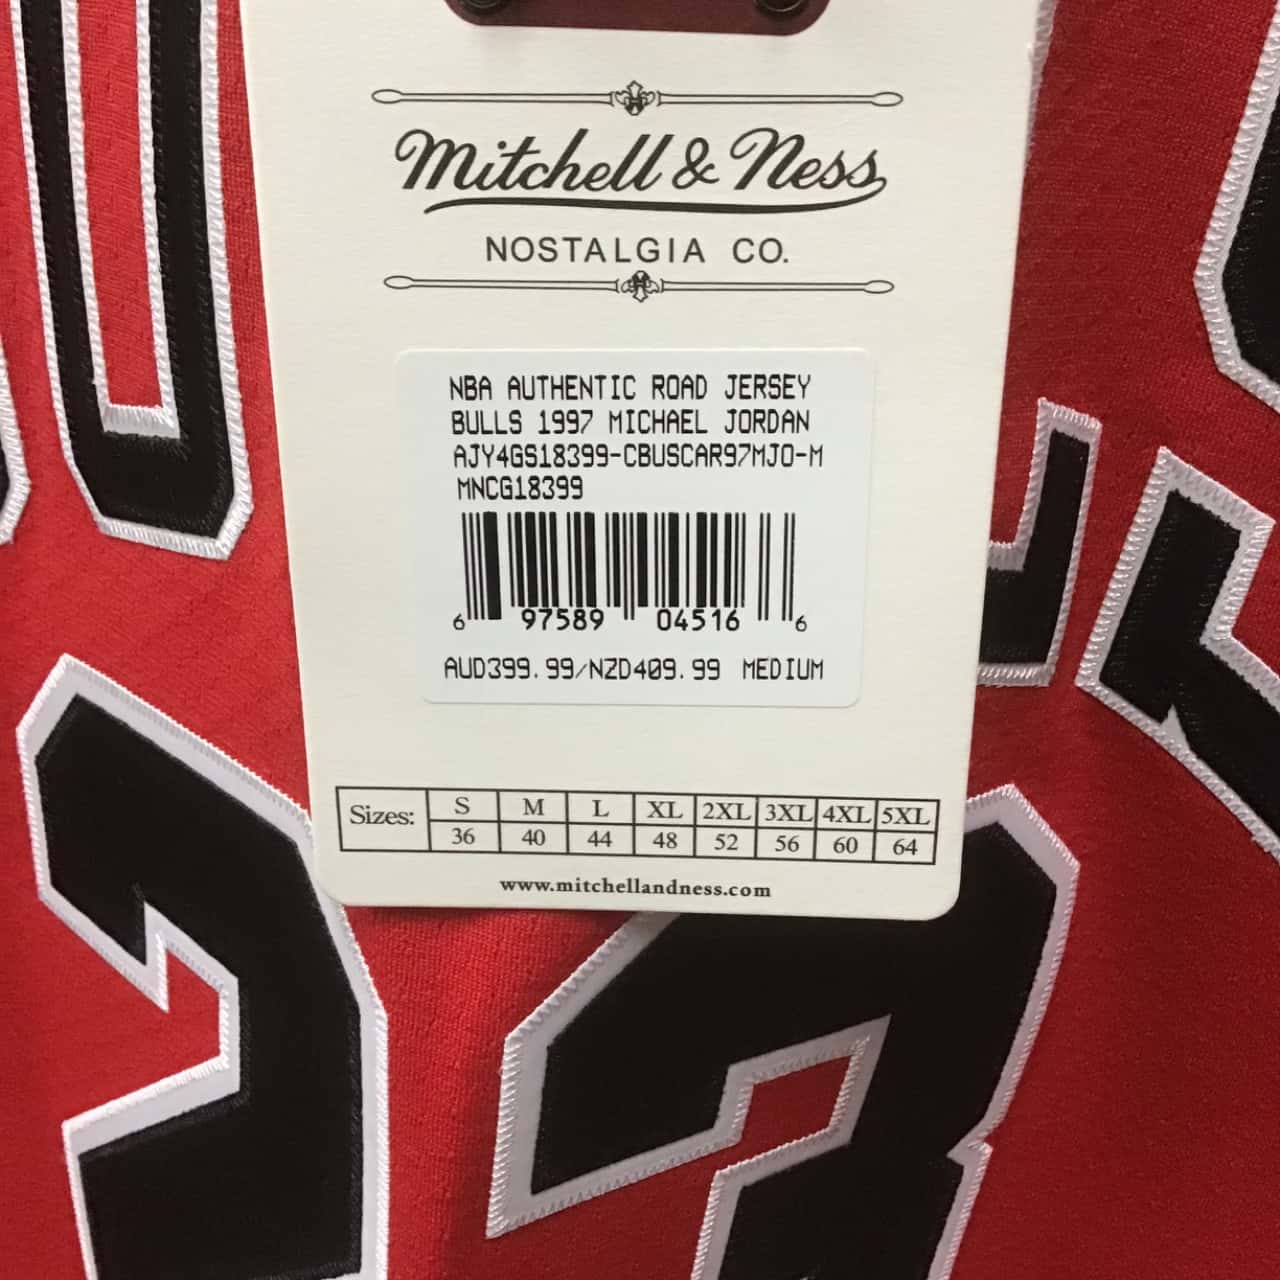 Mitchell & Ness
NOSTALGIA CO.
NBA AUTHENTIC ROAD JERSEY
BULLS 1997 MICHAEL JORDAN
AJY4GS18399-CBUSCAR97MJO-M
MNCG18399
6 97589 04516 6
AUD399.99/NZD409.99 MEDIUM
Sizes: S M L XL 2XL 3XL 4XL 5XL
36 40 44 48 52 56 60 64
www.mitchellandness.com
23